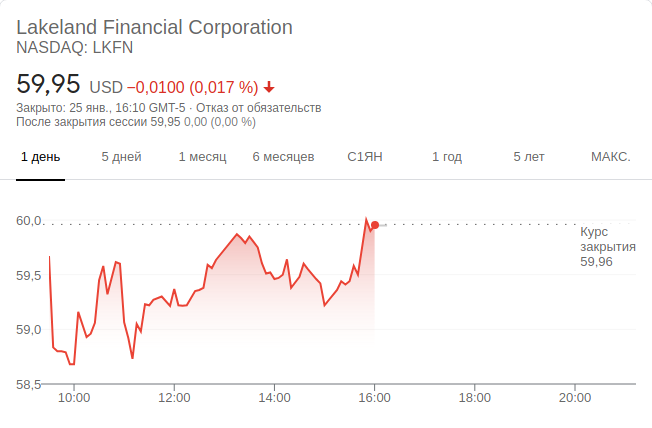 Lakeland Financial Corporation
NASDAQ: LKFN
59,95 USD −0,0100 (0,017 %)
Закрыто: 25 янв., 16:10 GMT-5 · Отказ от обязательств
После закрытия сессии 59,95 0,00 (0,00 %)
1 день 5 дней 1 месяц 6 месяцев С1ЯН 1 год 5 лет МАКС.
60,0
Курс
закрытия
59,96
59,5
59,0
58,5
10:00 12:00 14:00 16:00 18:00 20:00